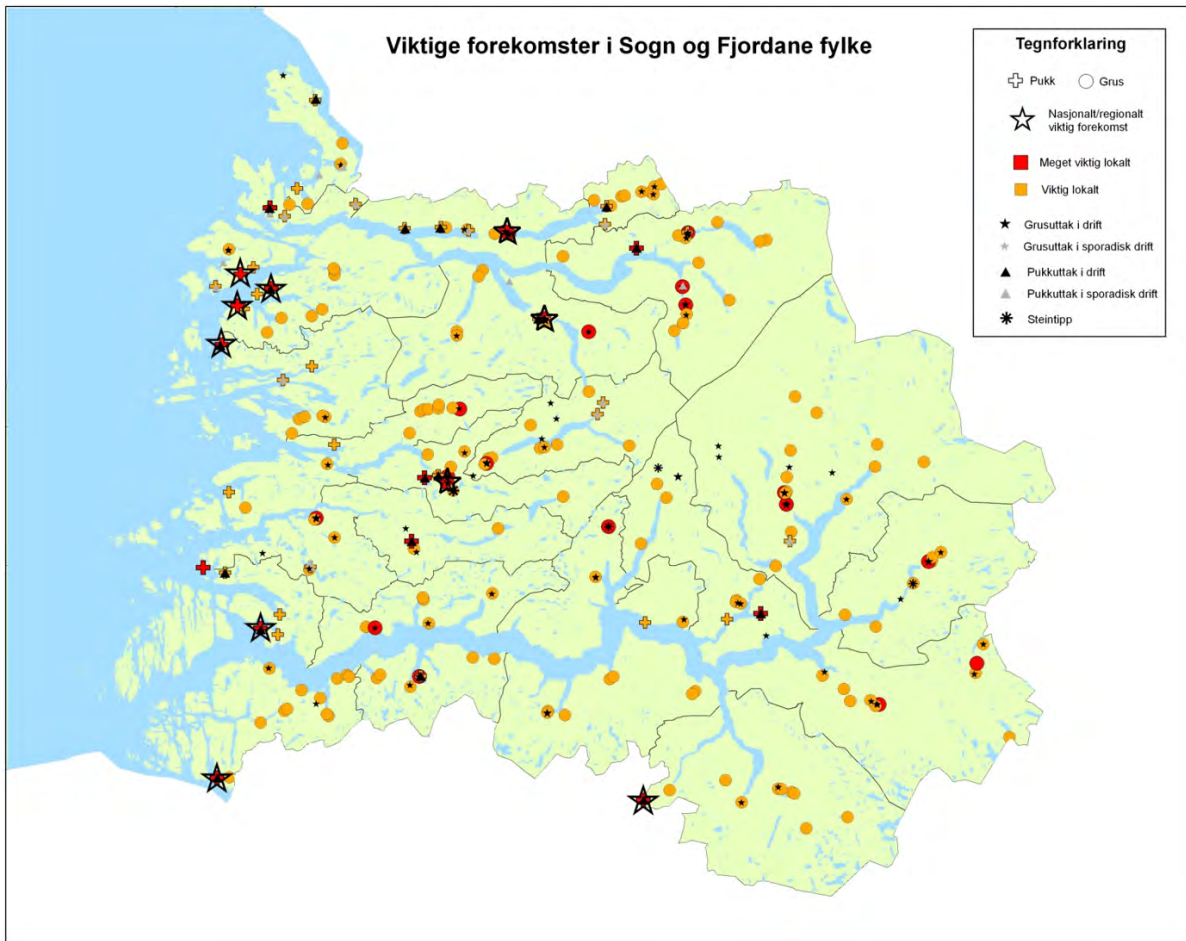 Viktige forekomster i Sogn og Fjordane fylke
Tegnforklaring
Pukk
Grus
Nasjonalt/regionalt
viktig forekomst
Meget viktig lokalt
Viktig lokalt
Grusuttak i drift
Grusuttak i sporadisk drift
Pukkuttak i drift
Pukkuttak i sporadisk drift
Steintipp